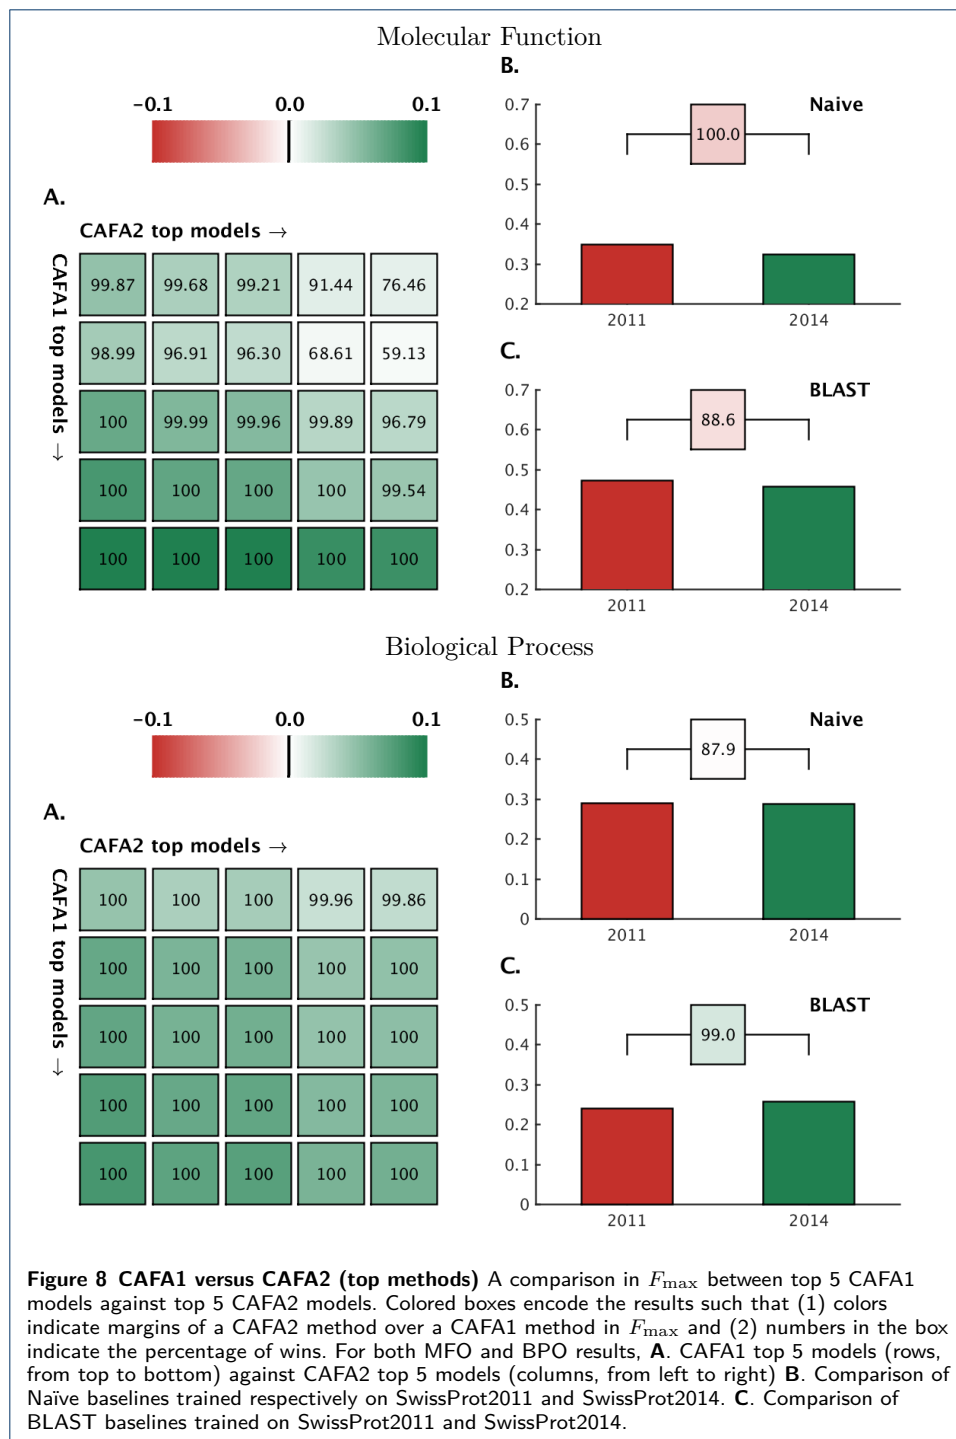 Molecular Function
−0.1 0.0 0.1
A.
CAFA2 top models →
CAFA1 top models →
99.87 99.68 99.21 91.44 76.46
98.99 96.91 96.30 68.61 59.13
100 99.99 99.96 99.89 96.79
100 100 100 100 99.54
100 100 100 100 100
B.
Naive
100.0
0.7
0.6
0.5
0.4
0.3
0.2
2011 2014
C.
BLAST
88.6
0.7
0.6
0.5
0.4
0.3
0.2
2011 2014
Biological Process
−0.1 0.0 0.1
A.
CAFA2 top models →
CAFA1 top models →
100 100 100 99.96 99.86
100 100 100 100 100
100 100 100 100 100
100 100 100 100 100
100 100 100 100 100
B.
Naive
87.9
0.5
0.4
0.3
0.2
0.1
0
2011 2014
C.
BLAST
99.0
0.5
0.4
0.3
0.2
0.1
0
2011 2014
Figure 8 CAFA1 versus CAFA2 (top methods) A comparison in Fmax between top 5 CAFA1
models against top 5 CAFA2 models. Colored boxes encode the results such that (1) colors
indicate margins of a CAFA2 method over a CAFA1 method in Fmax and (2) numbers in the box
indicate the percentage of wins. For both MFO and BPO results, A. CAFA1 top 5 models (rows,
from top to bottom) against CAFA2 top 5 models (columns, from left to right) B. Comparison of
Naïve baselines trained respectively on SwissProt2011 and SwissProt2014. C. Comparison of
BLAST baselines trained on SwissProt2011 and SwissProt2014.